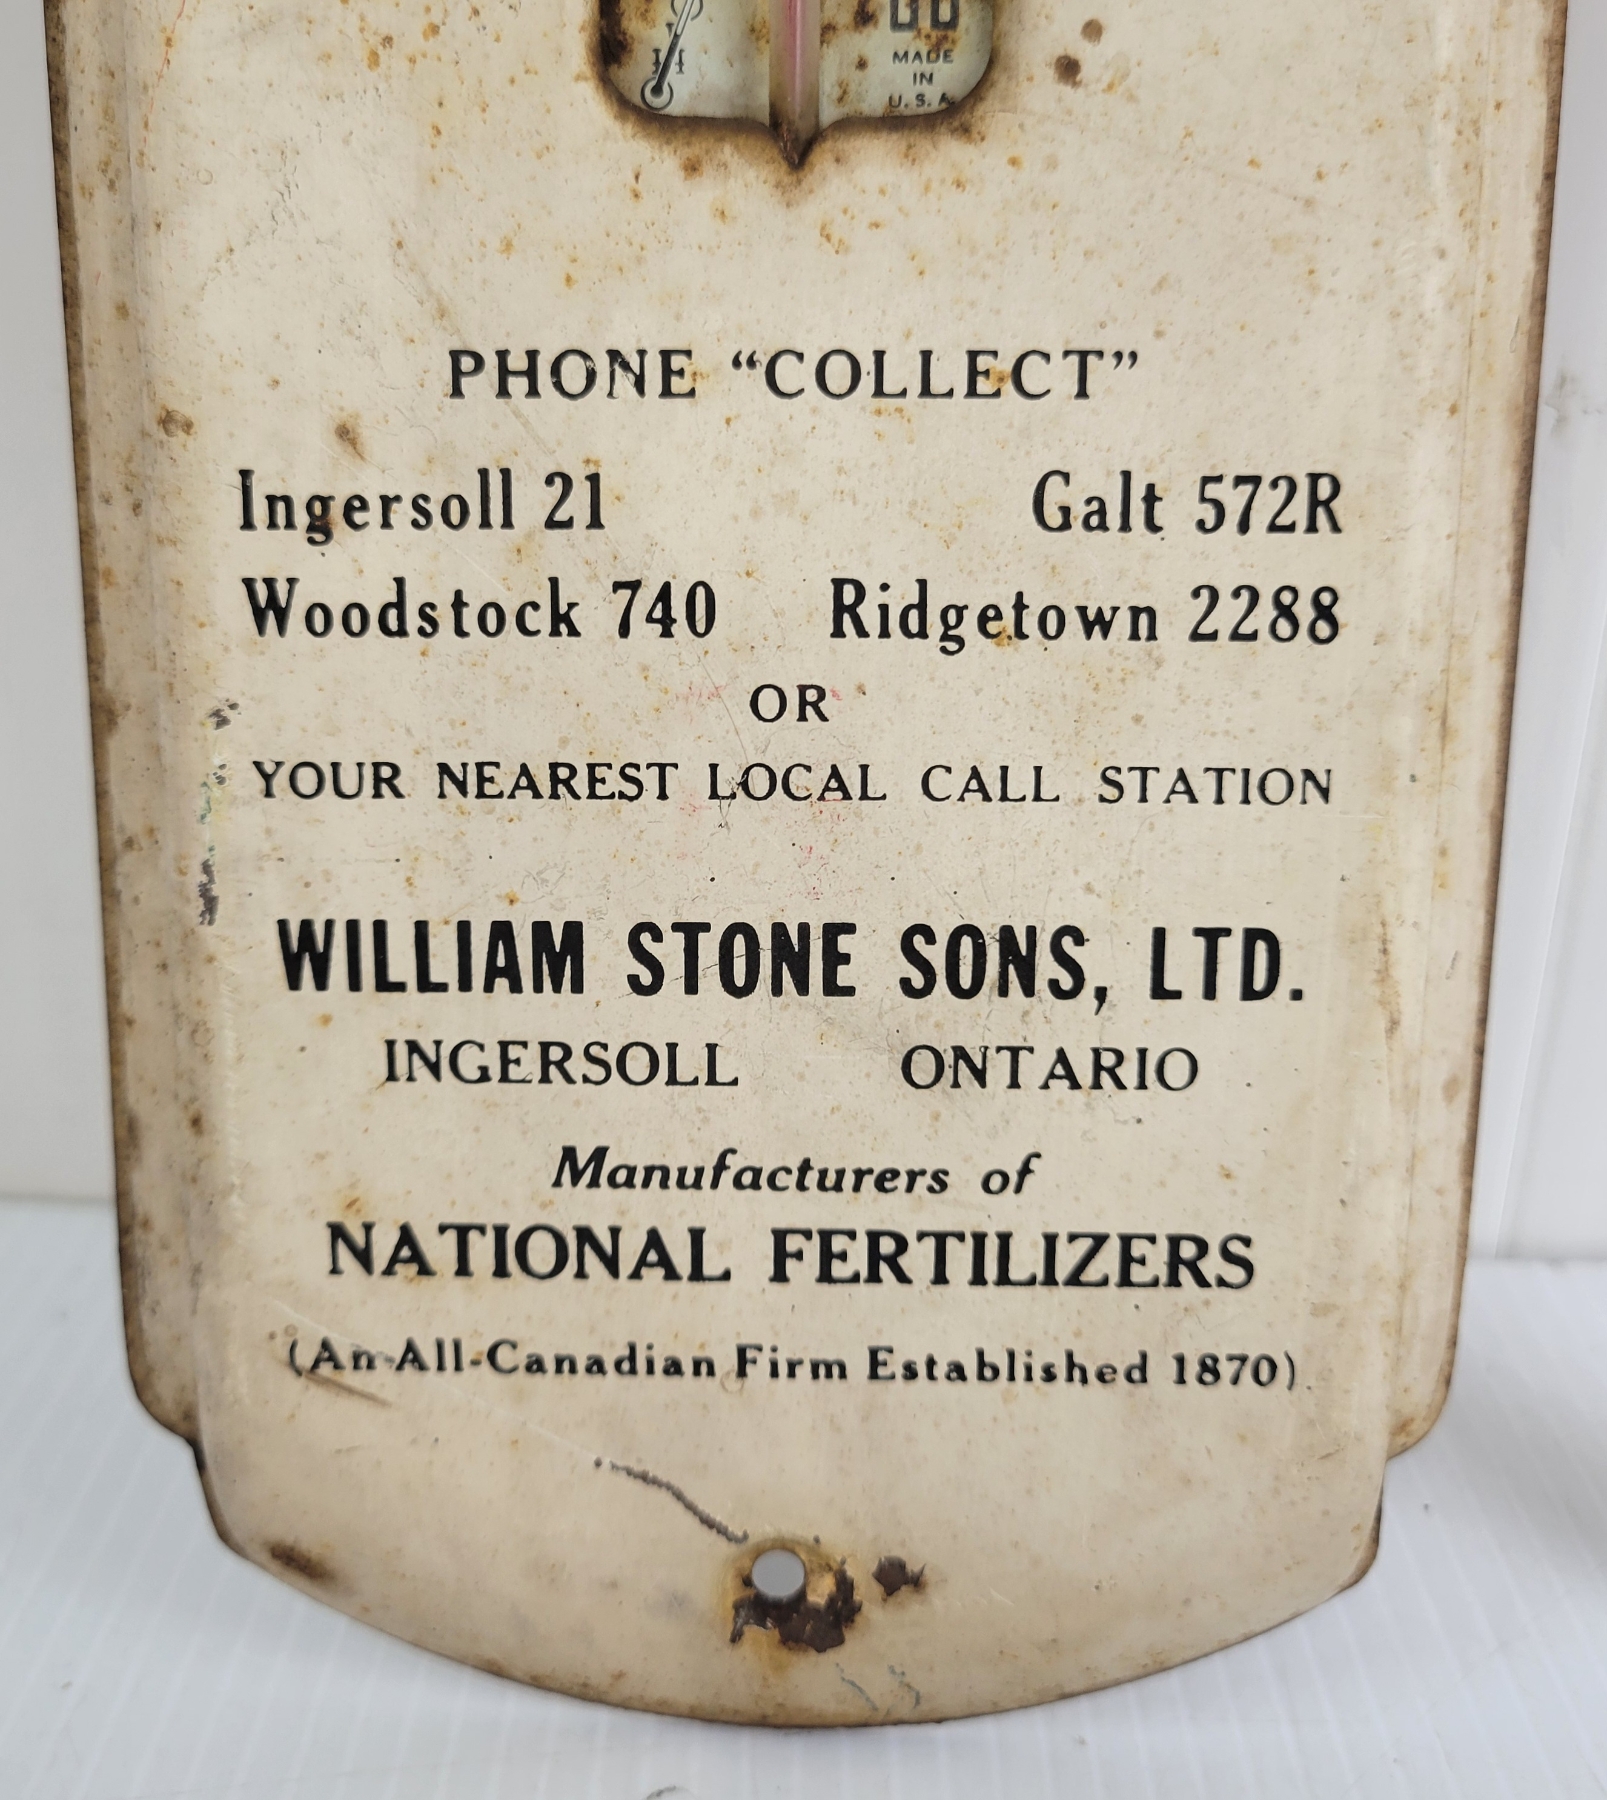 MADE
IN
U.S.A.
PHONE “COLLECT”
Ingersoll 21 Galt 572R
Woodstock 740 Ridgetown 2288
OR
YOUR NEAREST LOCAL CALL STATION
WILLIAM STONE SONS, LTD.
INGERSOLL ONTARIO
Manufacturers of
NATIONAL FERTILIZERS
(An All-Canadian Firm Established 1870)